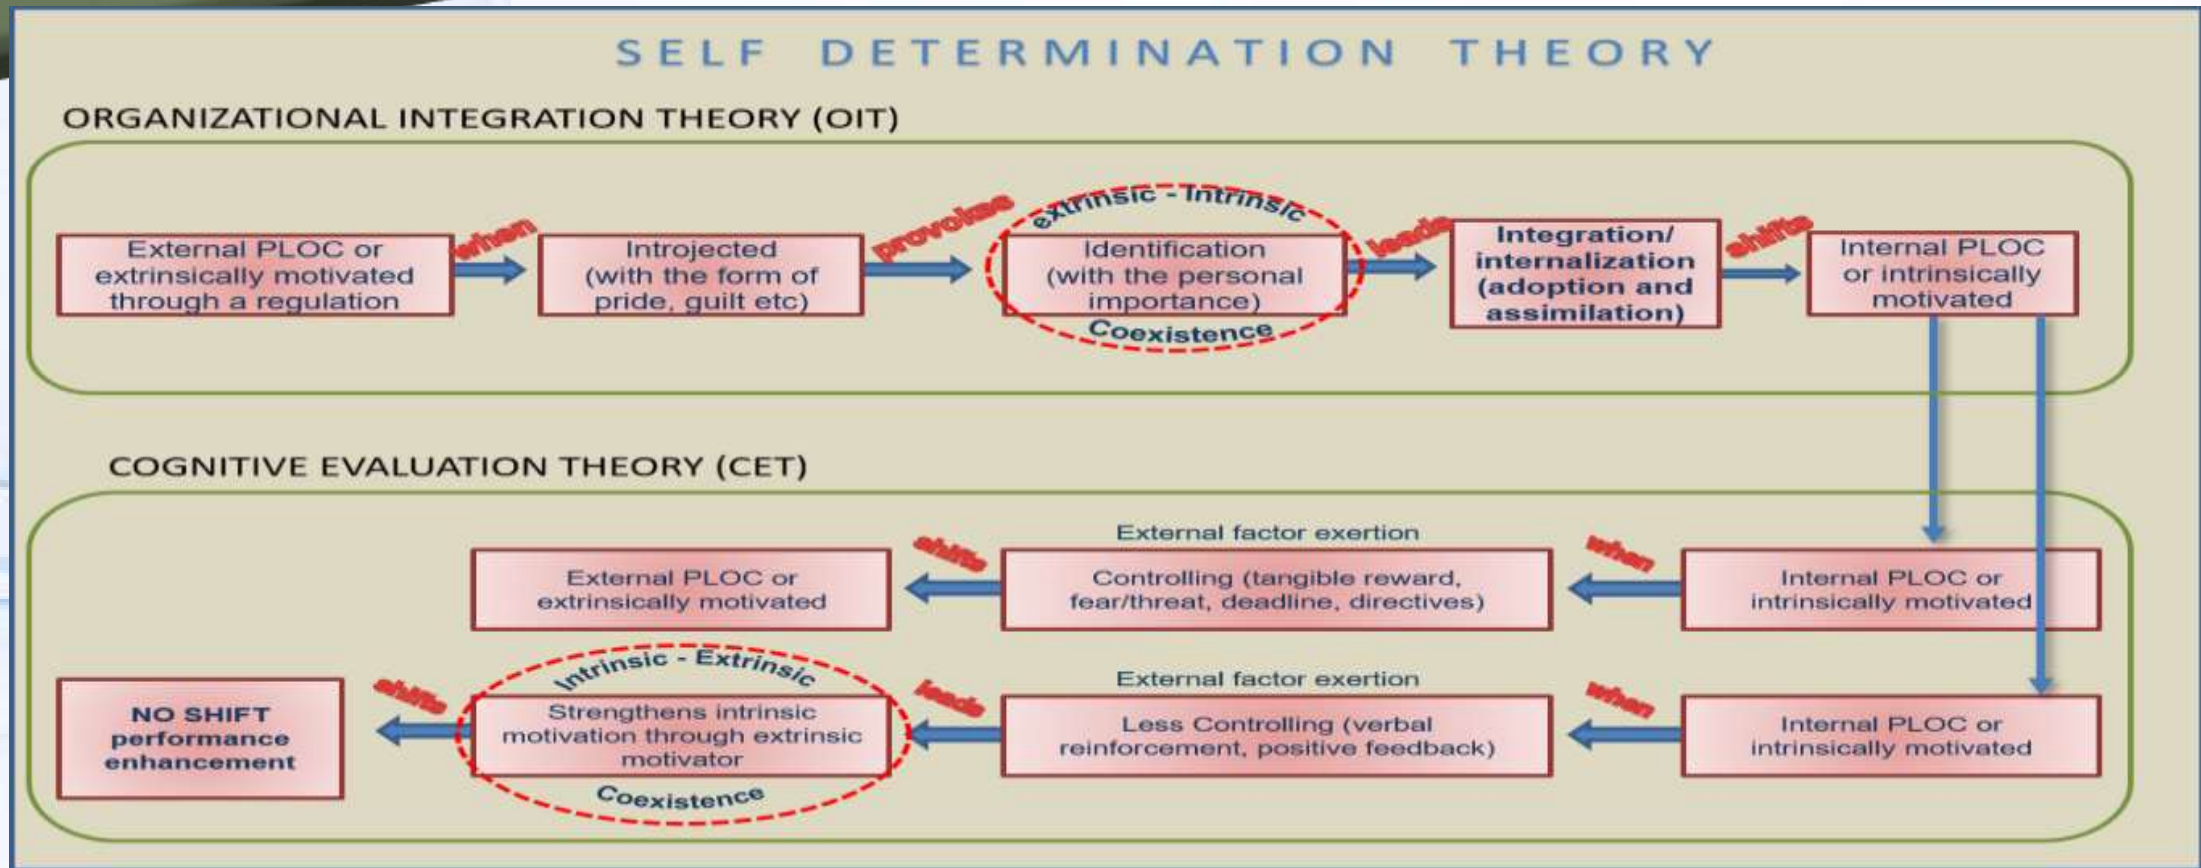 SELF DETERMINATION THEORY
ORGANIZATIONAL INTEGRATION THEORY (OIT)
External PLOC or
extrinsically motivated
through a regulation
when
Introjected
(with the form of
pride, guilt etc)
provokes
extrinsic - Intrinsic
Identification
(with the personal
importance)
Coexistence
leads
Integration/
internalization
(adoption and
assimilation)
shifts
Internal PLOC
or intrinsically
motivated
COGNITIVE EVALUATION THEORY (CET)
Internal PLOC or
intrinsically motivated
when
External factor exertion
Controlling (tangible reward,
fear/threat, deadline, directives)
shifts
External PLOC or
extrinsically motivated
Internal PLOC or
intrinsically motivated
when
External factor exertion
Less Controlling (verbal
reinforcement, positive feedback)
leads
Intrinsic - Extrinsic
Strengthens intrinsic
motivation through extrinsic
motivator
Coexistence
shifts
NO SHIFT
performance
enhancement